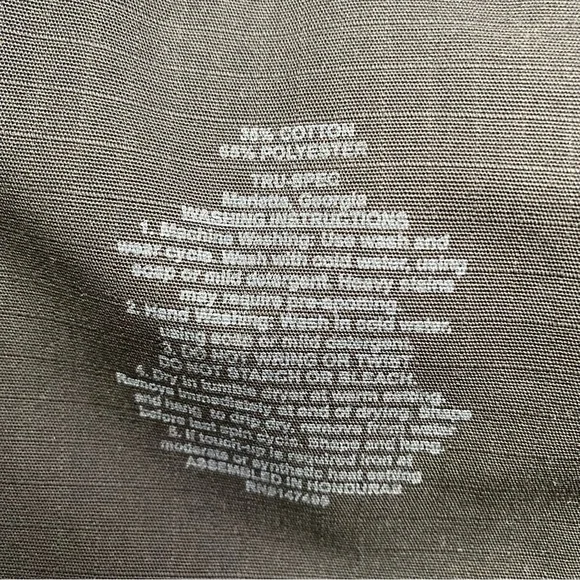 35% COTTON
65% POLYESTER
TRU-SPEC
Marietta, Georgia
WASHING INSTRUCTIONS
1. Machine washing. Use wash and
wear cycle. Wash with cold water, using
soap or mild detergent. Heavy stains
may require pre-soaking.
2. Hand Washing. Wash in cold water,
using soap or mild detergent.
3. DO NOT WRING OR TWIST.
DO NOT STARCH OR BLEACH.
4. Dry in tumble dryer at warm setting.
Remove immediately at end of drying. Shape
and hang to drip dry, remove from water
before last spin cycle. Shape and hang.
5. If touch-up is required iron at
moderate or synthetic setting
ASSEMBLED IN HONDURAS